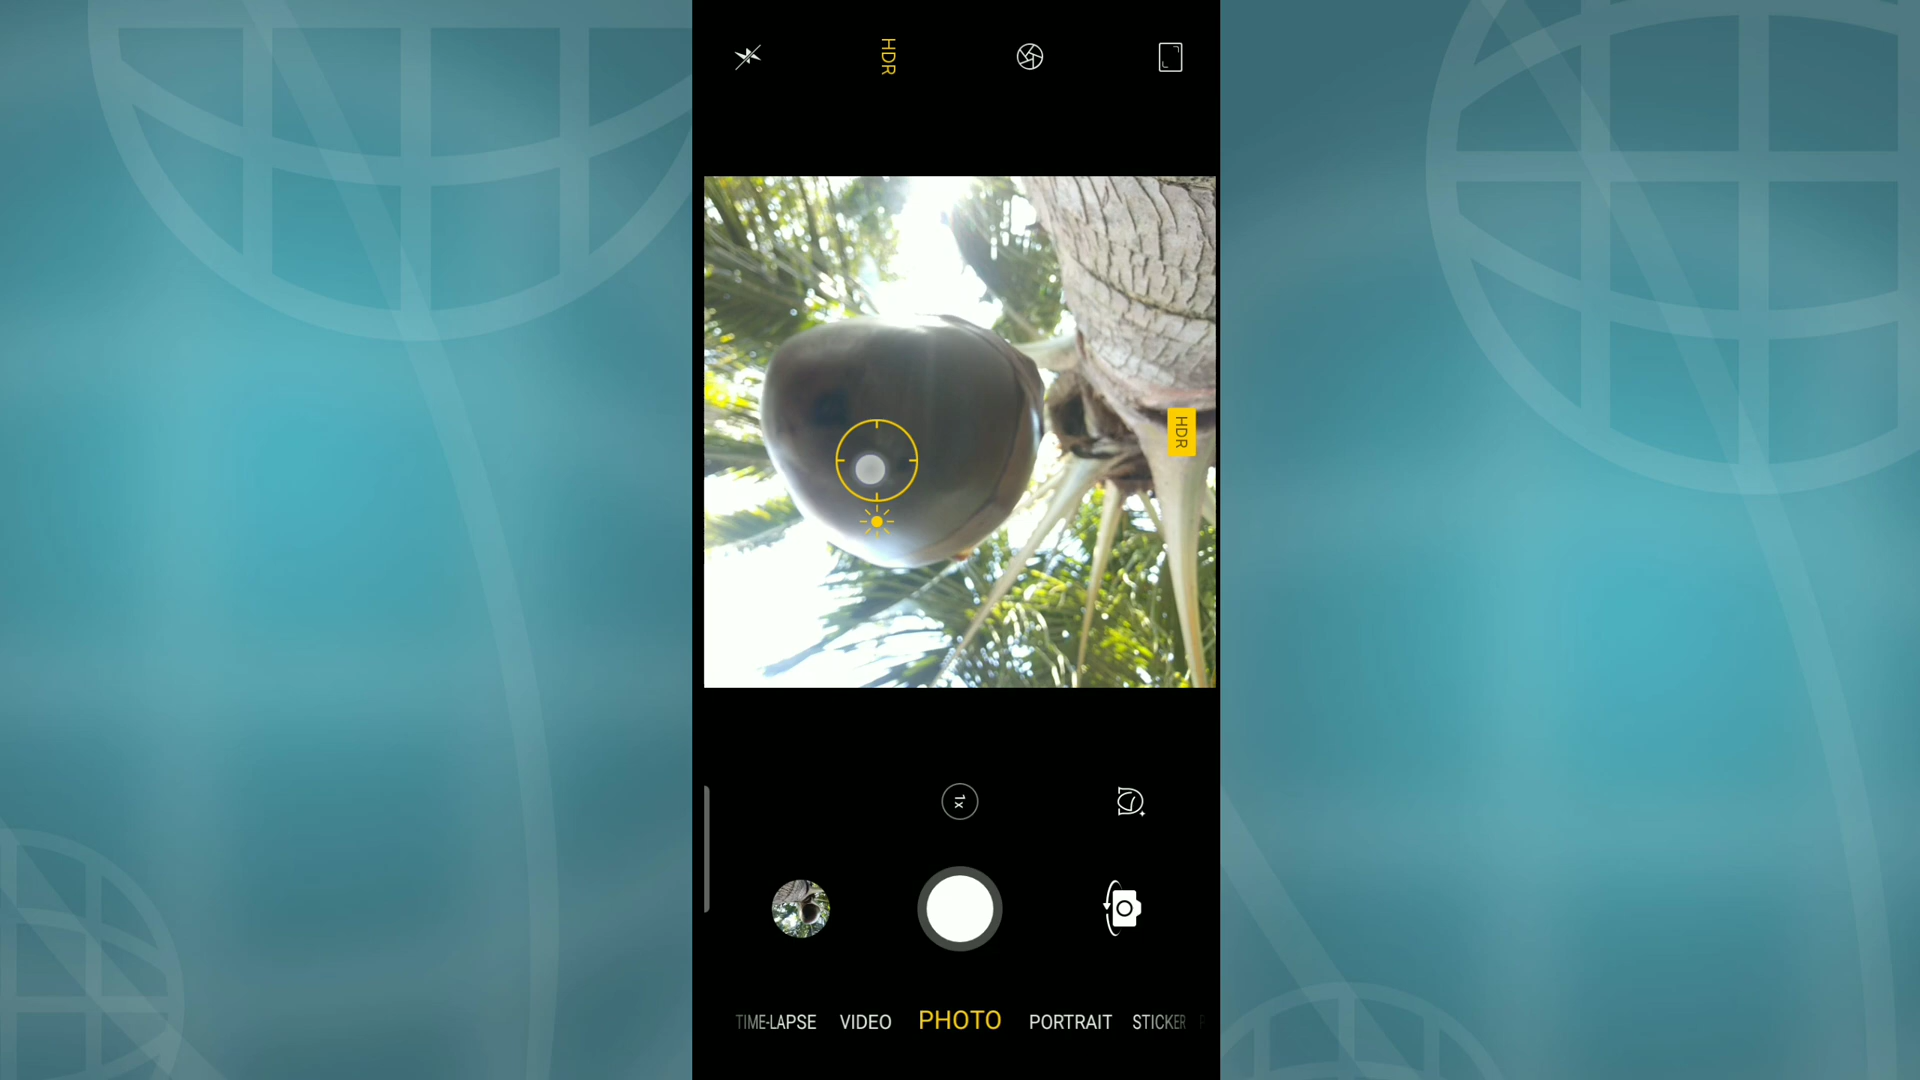 HDR
HDR
1x
TIME-LAPSE VIDEO PHOTO PORTRAIT STICKER